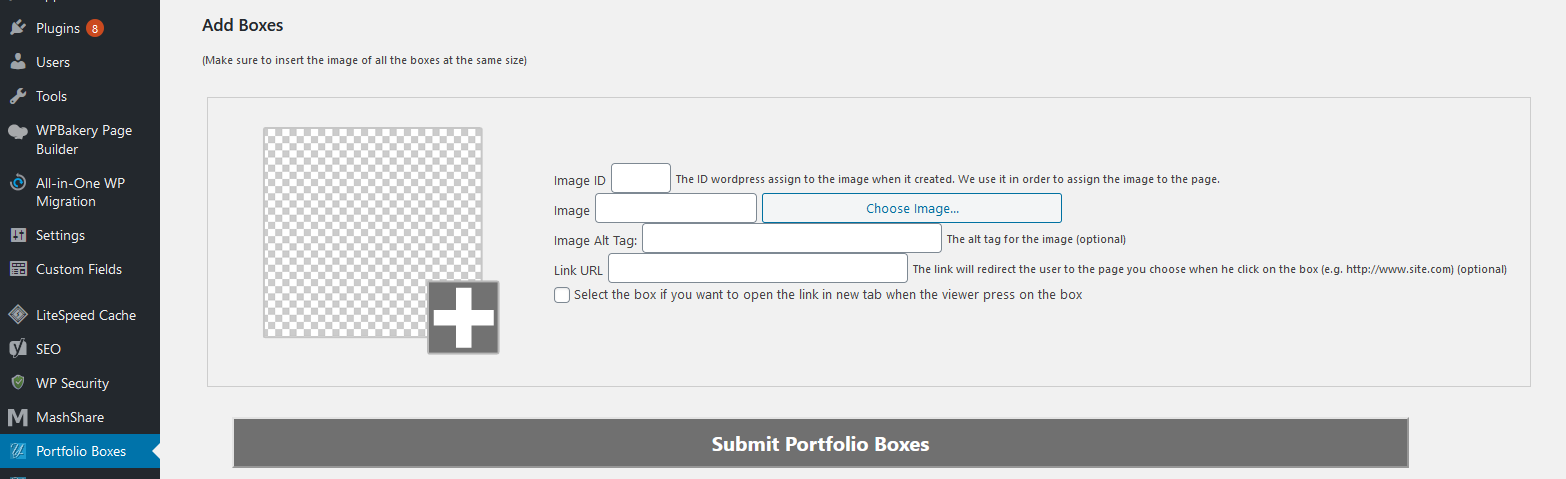 Plugins 8
Users
Tools
WPBakery Page
Builder
All-in-One WP
Migration
Settings
Custom Fields
LiteSpeed Cache
SEO
WP Security
MashShare
Portfolio Boxes
Add Boxes
(Make sure to insert the image of all the boxes at the same size)
Image ID The ID wordpress assign to the image when it created. We use it in order to assign the image to the page.
Image Choose Image...
Image Alt Tag: The alt tag for the image (optional)
Link URL The link will redirect the user to the page you choose when he click on the box (e.g. http://www.site.com) (optional)
Select the box if you want to open the link in new tab when the viewer press on the box
Submit Portfolio Boxes